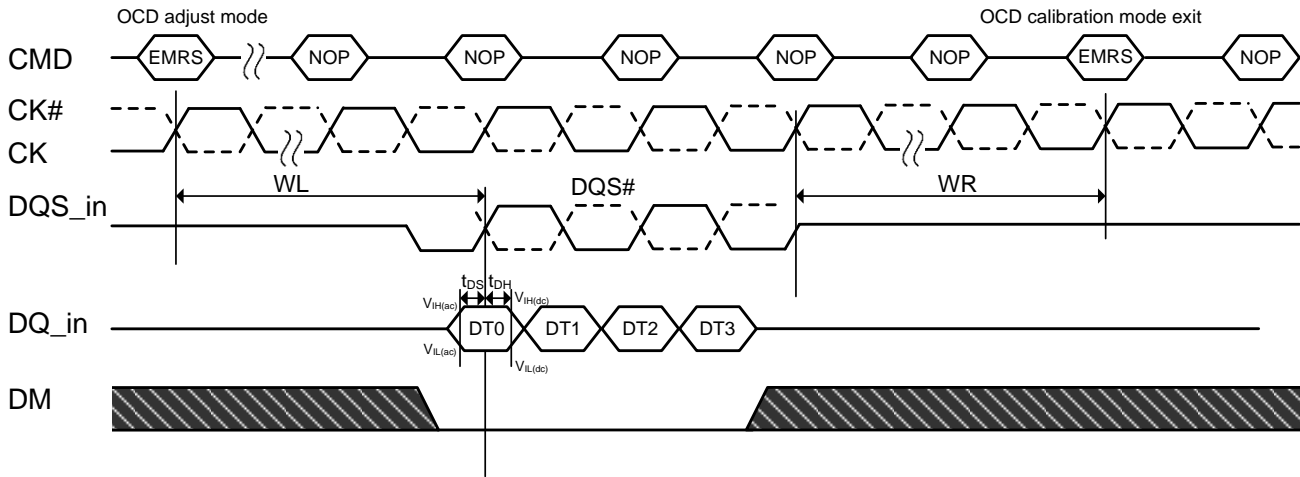 OCD adjust mode OCD calibration mode exit
CMD EMRS NOP NOP NOP NOP NOP EMRS NOP
CK#
CK
WL DQS# WR
DQS_in
tDS tDH
VIH(ac) VIH(dc)
DQ_in DT0 DT1 DT2 DT3
VIL(ac)
VIL(dc)
DM